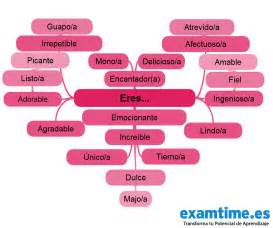 Guapo/a
Atrevido/a
Irrepetible
Afectuoso/a
Picante
Mono/a
Delicioso/a
Amable
Listo/a
Encantador(a)
Fiel
Adorable
Eres...
Ingenioso/a
Emocionante
Agradable
Increíble
Lindo/a
Único/a
Tierno/a
Dulce
Majo/a
examtime.es
Transforma tu Potencial de Aprendizaje